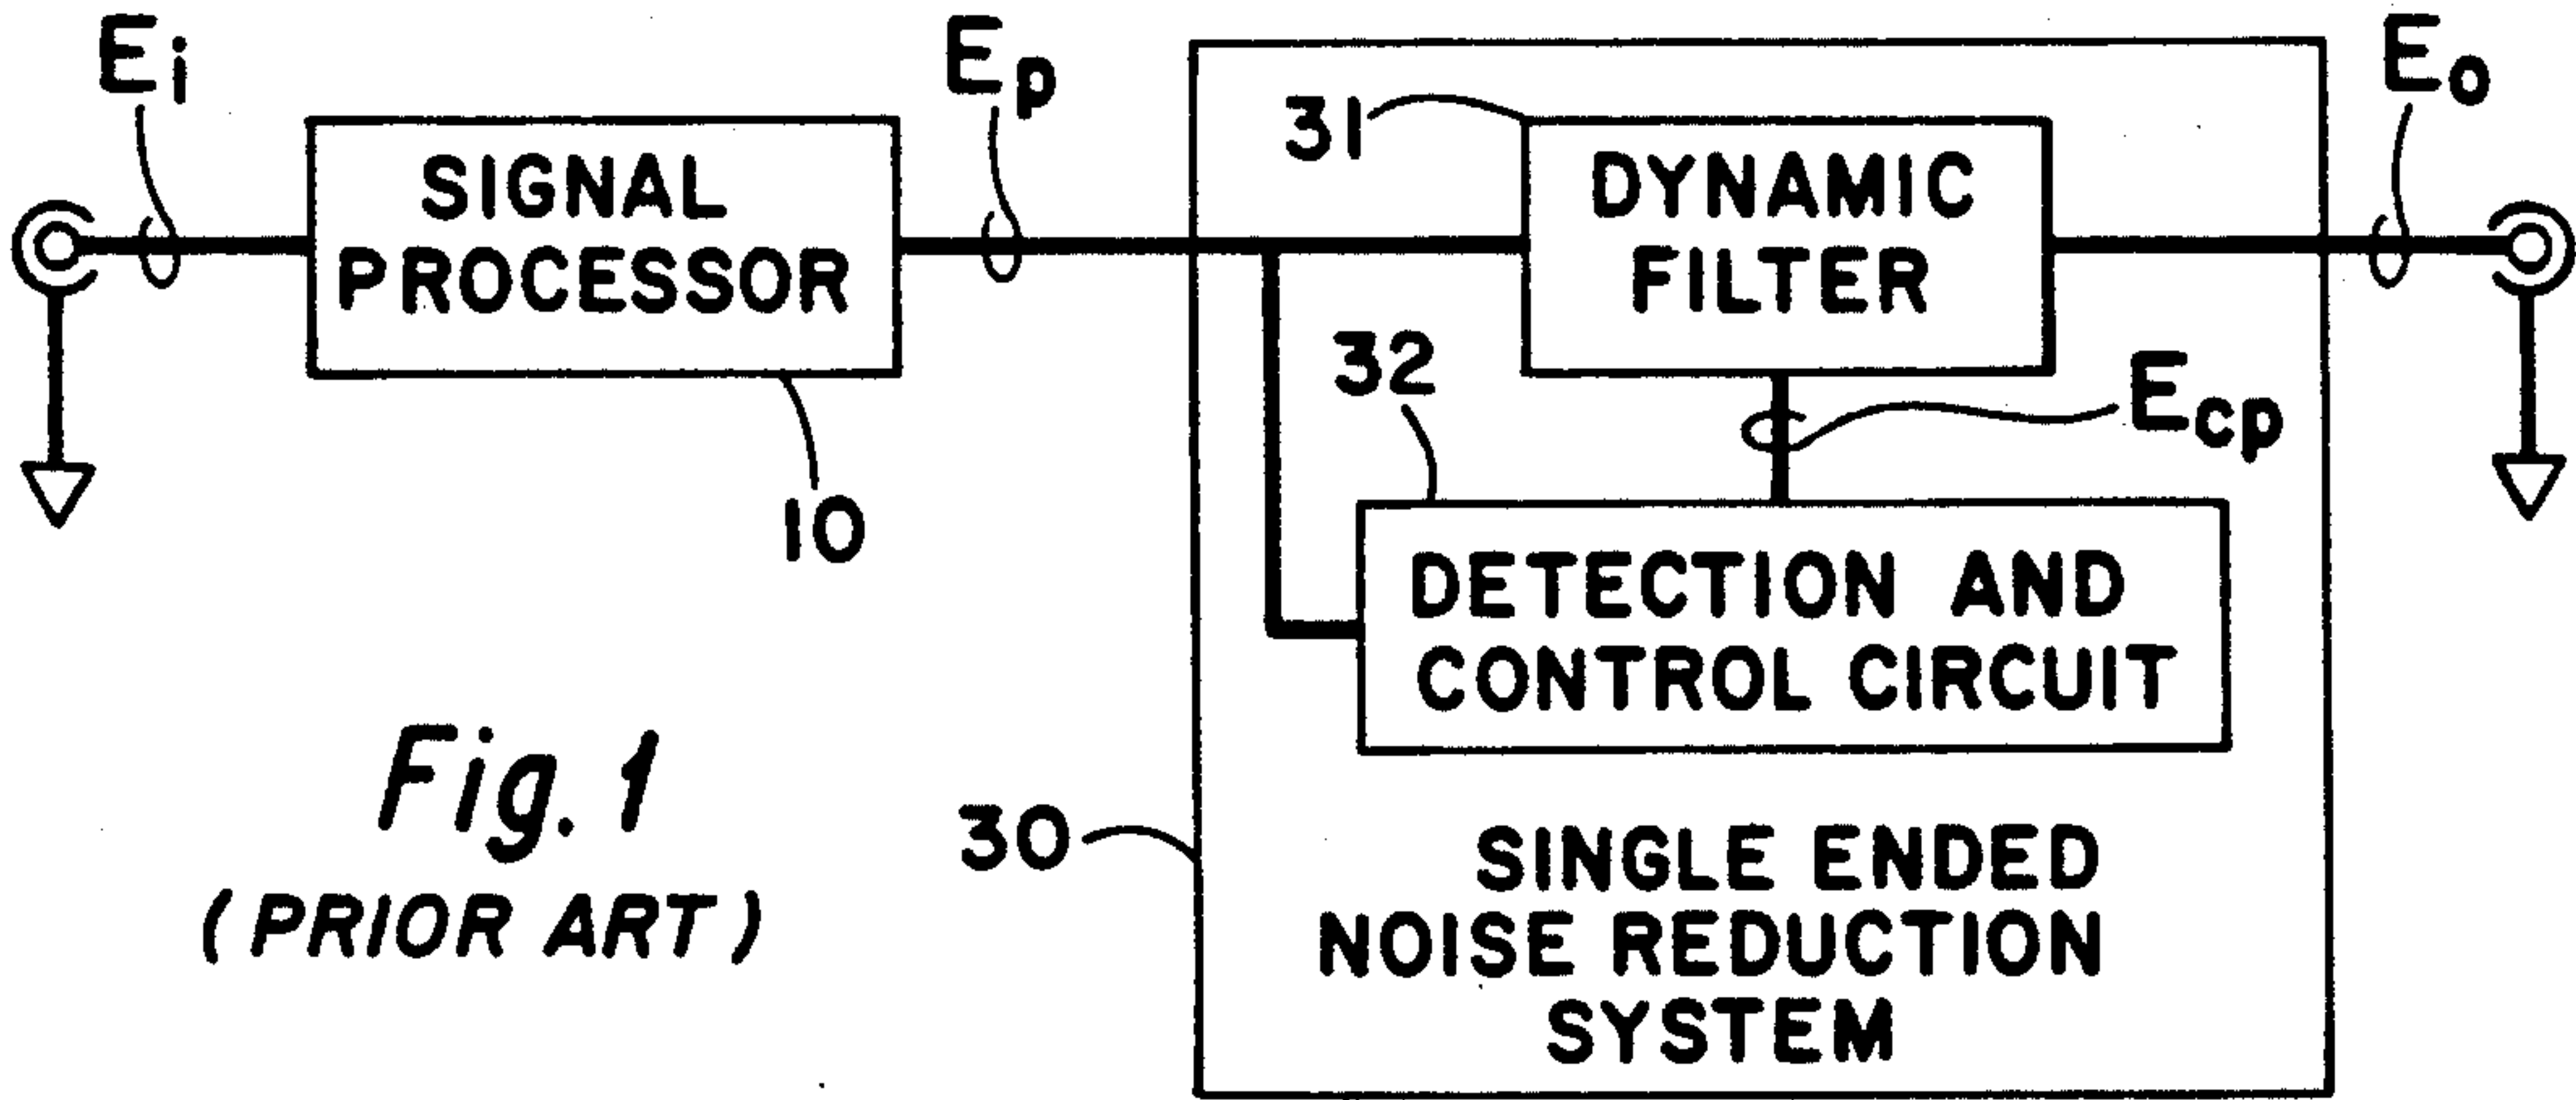 Ei
Ep
Eo
SIGNAL
PROCESSOR
10
31
DYNAMIC
FILTER
32
Ecp
DETECTION AND
CONTROL CIRCUIT
30
SINGLE ENDED
NOISE REDUCTION
SYSTEM
Fig. 1
(PRIOR ART)